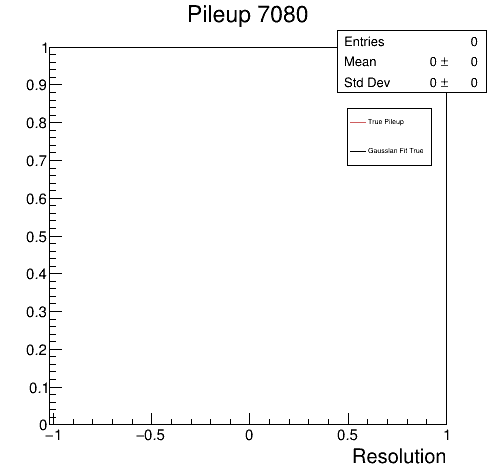 Pileup 7080
Entries 0
Mean 0 ± 0
Std Dev 0 ± 0
True Pileup
Gaussian Fit True
1
0.9
0.8
0.7
0.6
0.5
0.4
0.3
0.2
0.1
0
−1 −0.5 0 0.5 1
Resolution